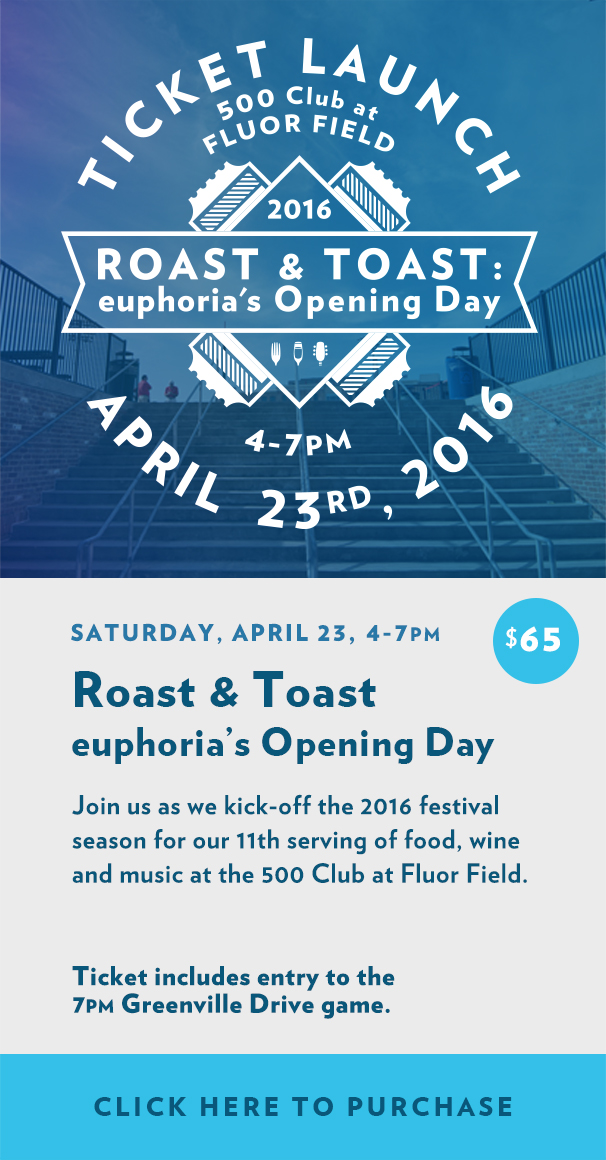 TICKET LAUNCH
500 Club at
FLUOR FIELD
2016
ROAST & TOAST:
euphoria's Opening Day
4-7PM
APRIL 23RD, 2016
SATURDAY, APRIL 23, 4-7PM
$65
Roast & Toast
euphoria's Opening Day
Join us as we kick-off the 2016 festival
season for our 11th serving of food, wine
and music at the 500 Club at Fluor Field.
Ticket includes entry to the
7PM Greenville Drive game.
CLICK HERE TO PURCHASE